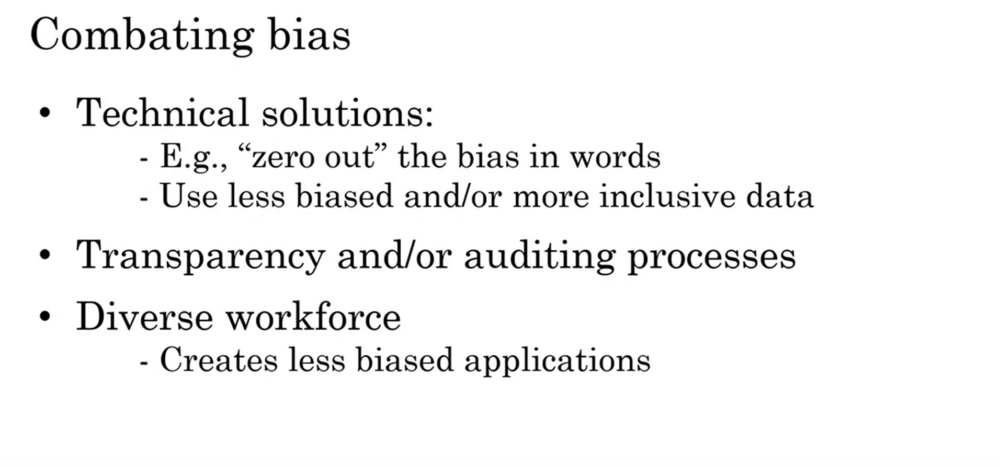 Combating bias
• Technical solutions:
- E.g., “zero out” the bias in words
- Use less biased and/or more inclusive data
• Transparency and/or auditing processes
• Diverse workforce
- Creates less biased applications